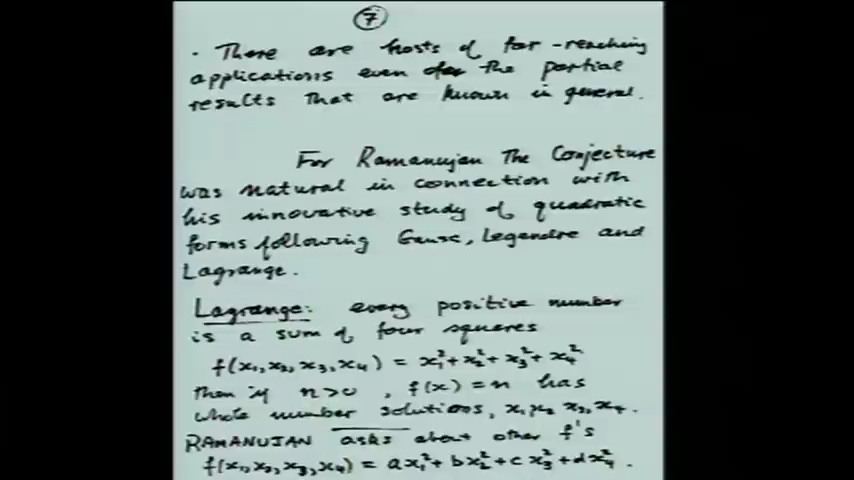 7
· There are hosts of far-reaching
applications even of the partial
results that are known in general.
For Ramanujan The Conjecture
was natural in connection with
his innovative study of quadratic
forms following Gauss, Legendre and
Lagrange.
Lagrange: every positive number
is a sum of four squares
f(x₁,x₂,x₃,x₄) = x₁²+x₂²+x₃²+x₄²
then if n>0, f(x)=n has
whole number solutions, x₁ x₂ x₃, x₄.
RAMANUJAN asks about other f's
f(x₁,x₂,x₃,x₄) = ax₁²+bx₂²+cx₃²+dx₄².